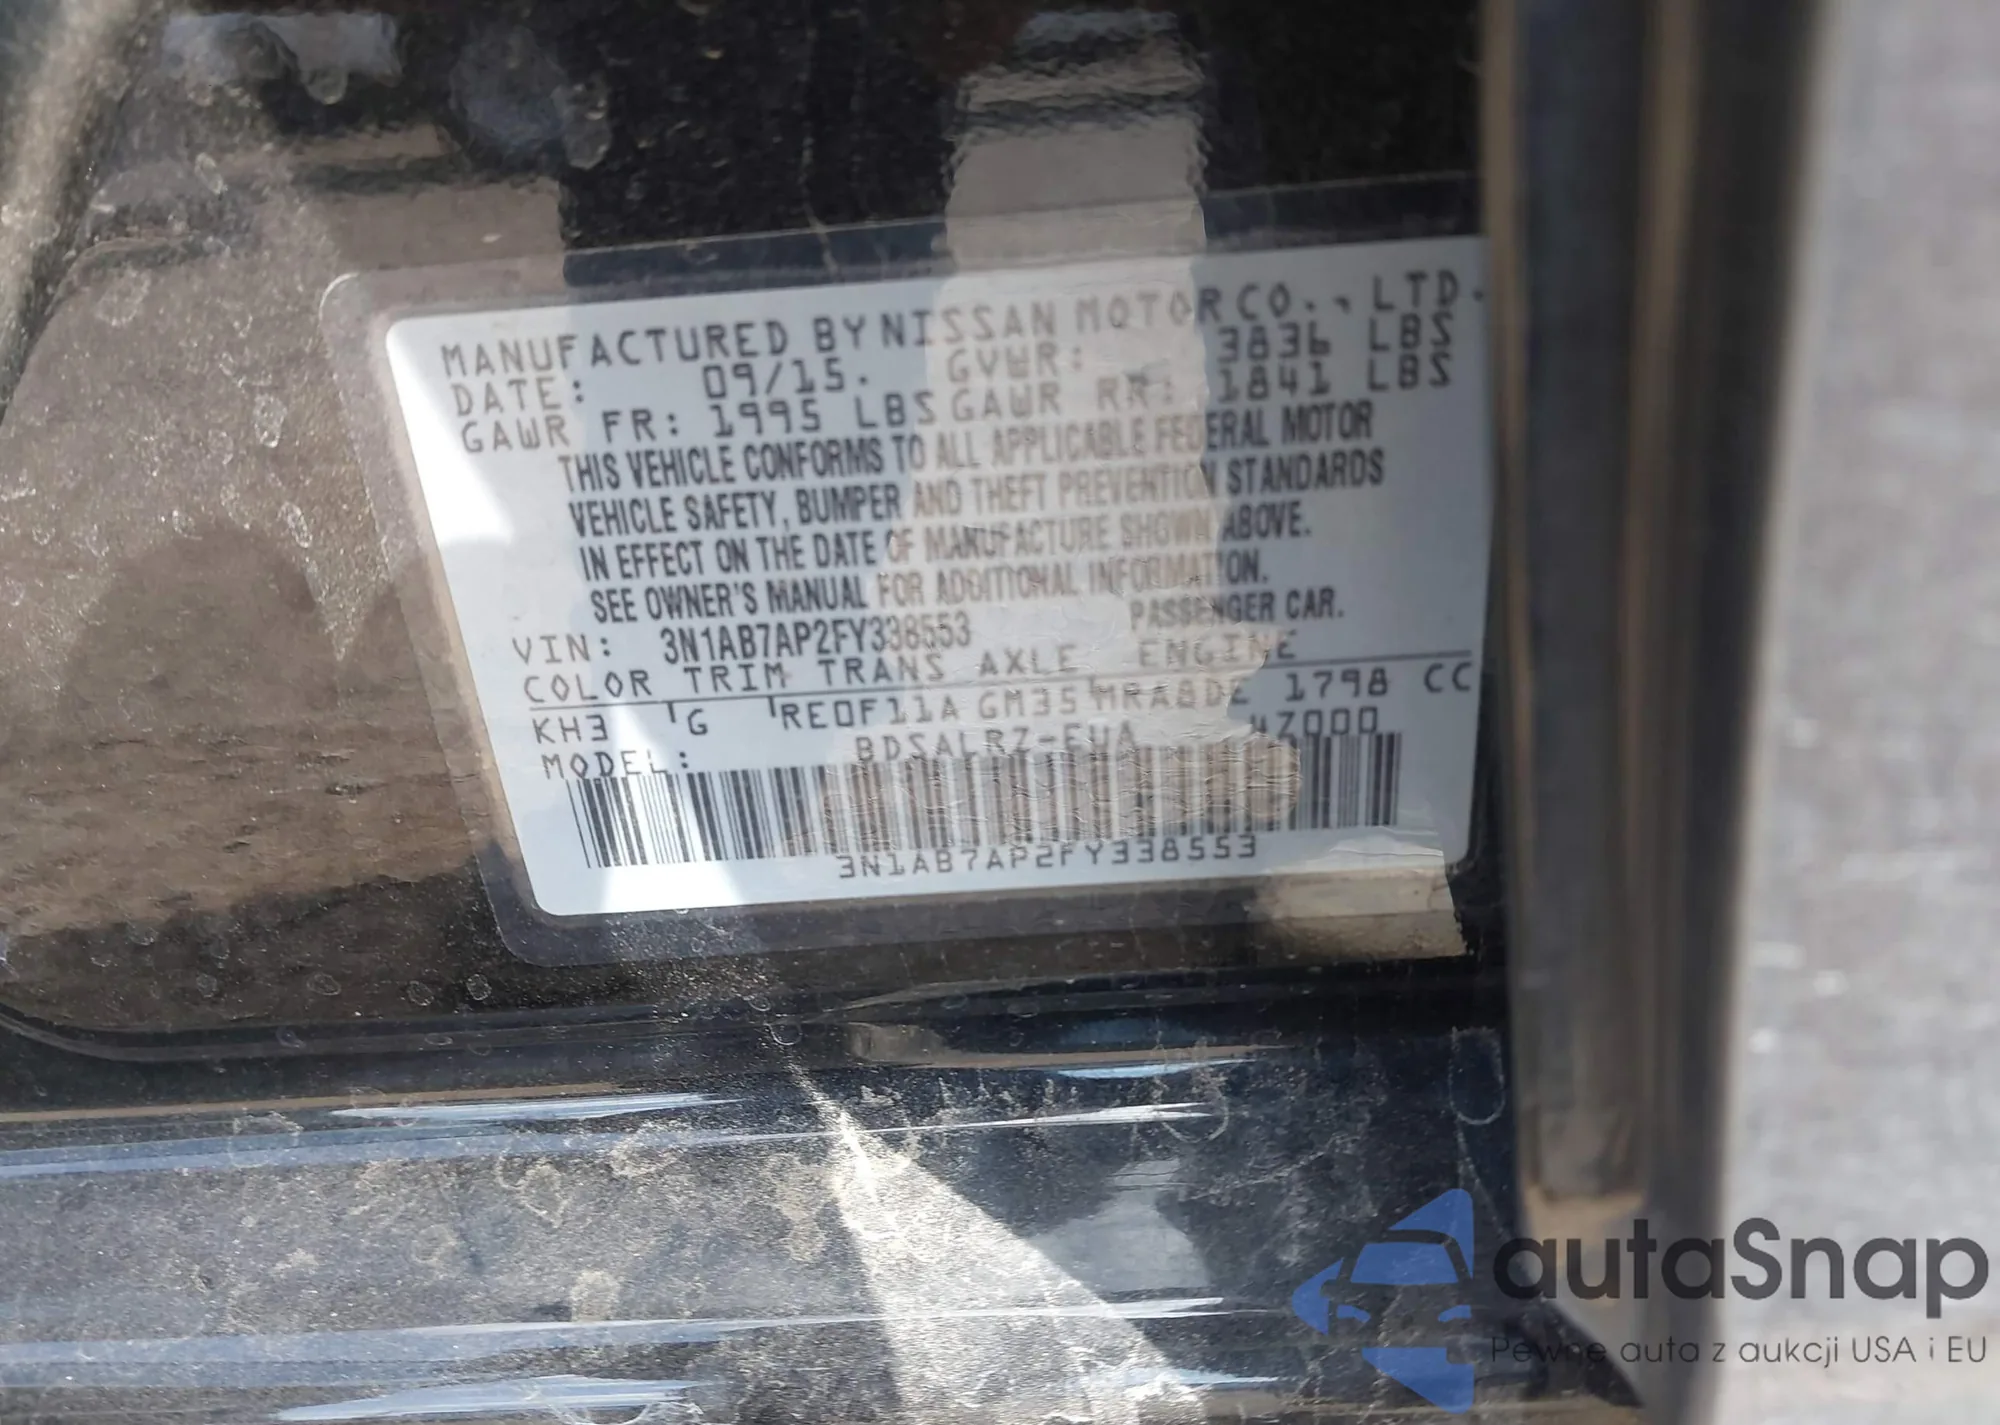 MANUFACTURED BY NISSAN MOTOR CO., LTD.
DATE: 09/15. GVWR: 3836 LBS
GAWR FR: 1995 LBS GAWR RR: 1841 LBS
THIS VEHICLE CONFORMS TO ALL APPLICABLE FEDERAL MOTOR
VEHICLE SAFETY, BUMPER AND THEFT PREVENTION STANDARDS
IN EFFECT ON THE DATE OF MANUFACTURE SHOWN ABOVE.
SEE OWNER'S MANUAL FOR ADDITIONAL INFORMATION.
VIN: 3N1AB7AP2FY338553 PASSENGER CAR.
COLOR TRIM TRANS AXLE ENGINE
KH3 G RE0F11A GM35 MRA8DE 1798 CC
MODEL: BDSALRZ-EUA 4Z000
3N1AB7AP2FY338553
autaSnap
Pewne auta z aukcji USA i EU